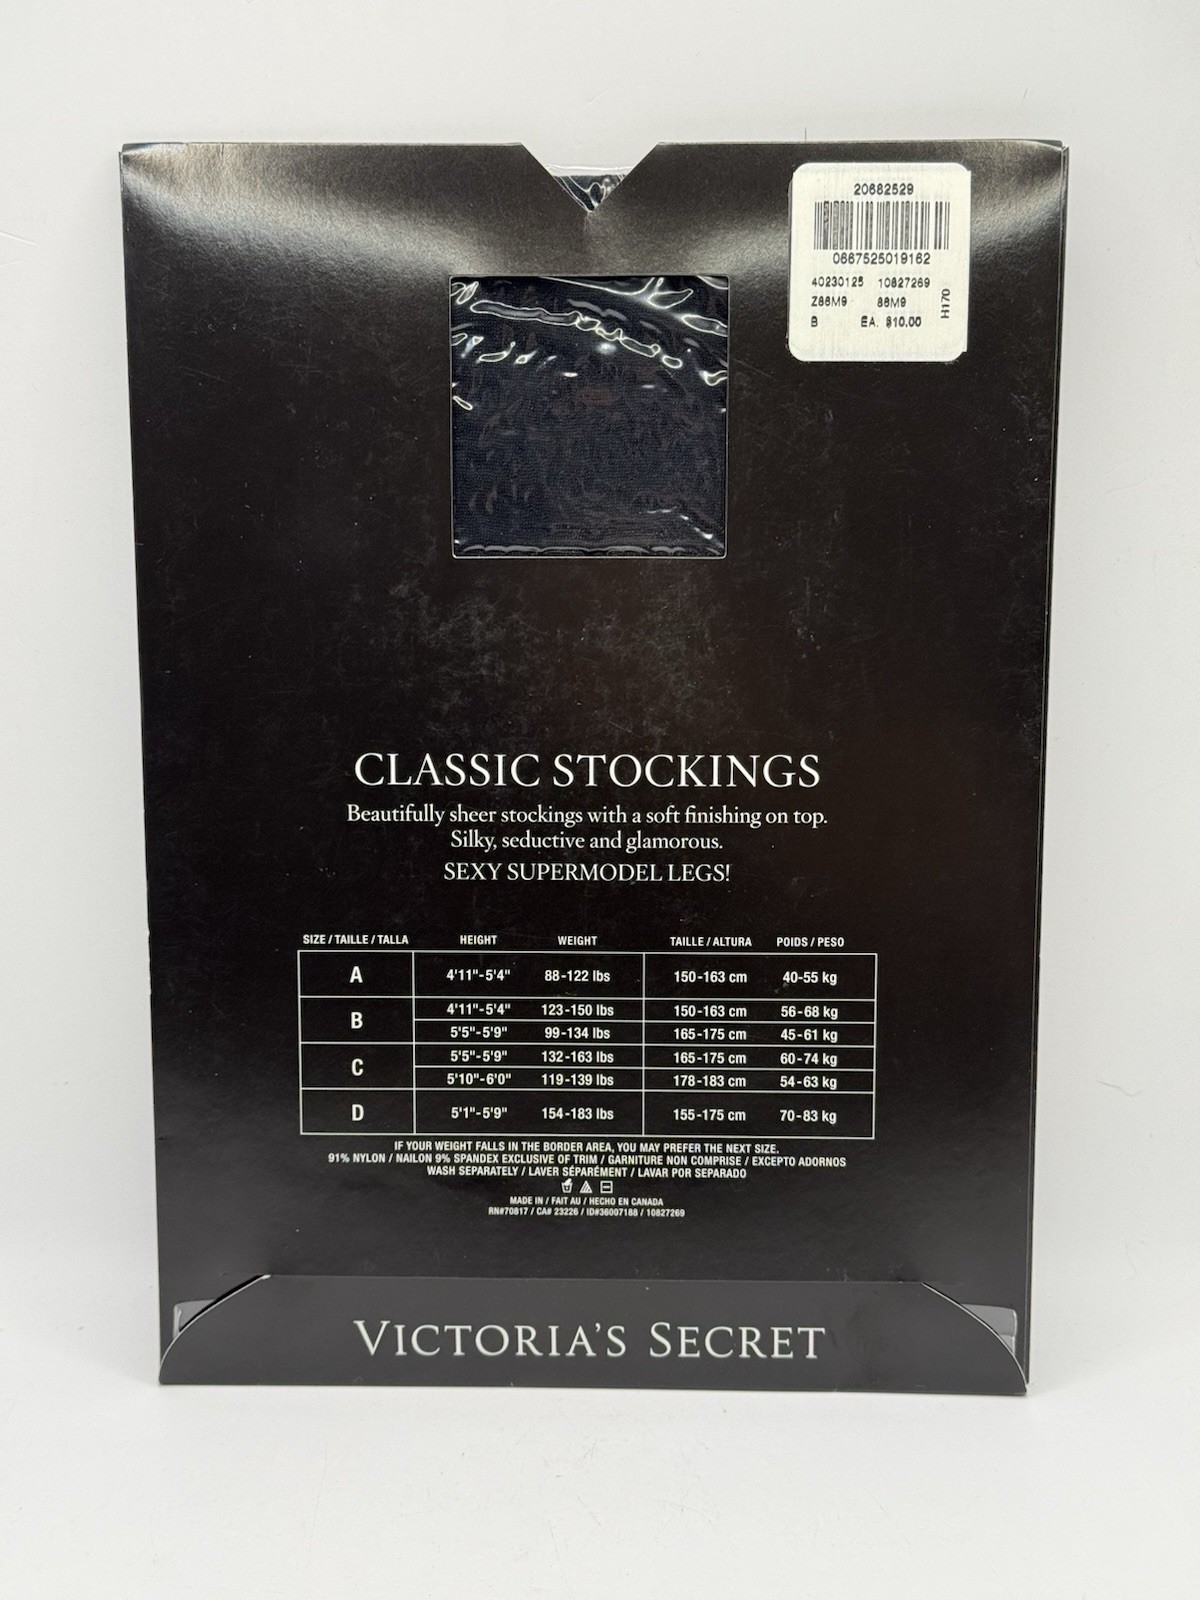 20682529
0667525019162
40230125 10827269
Z86M9 86M9
B EA. $10.00
H170
CLASSIC STOCKINGS
Beautifully sheer stockings with a soft finishing on top.
Silky, seductive and glamorous.
SEXY SUPERMODEL LEGS!
SIZE / TAILLE / TALLA HEIGHT WEIGHT TAILLE / ALTURA POIDS / PESO
A 4'11"-5'4" 88-122 lbs 150-163 cm 40-55 kg
B 4'11"-5'4" 123-150 lbs 150-163 cm 56-68 kg
5'5"-5'9" 99-134 lbs 165-175 cm 45-61 kg
C 5'5"-5'9" 132-163 lbs 165-175 cm 60-74 kg
5'10"-6'0" 119-139 lbs 178-183 cm 54-63 kg
D 5'1"-5'9" 154-183 lbs 155-175 cm 70-83 kg
IF YOUR WEIGHT FALLS IN THE BORDER AREA, YOU MAY PREFER THE NEXT SIZE.
91% NYLON / NAILON 9% SPANDEX EXCLUSIVE OF TRIM / GARNITURE NON COMPRISE / EXCEPTO ADORNOS
WASH SEPARATELY / LAVER SÉPARÉMENT / LAVAR POR SEPARADO
MADE IN / FAIT AU / HECHO EN CANADA
RN#70817 / CA# 23226 / ID#36007188 / 10827269
VICTORIA'S SECRET